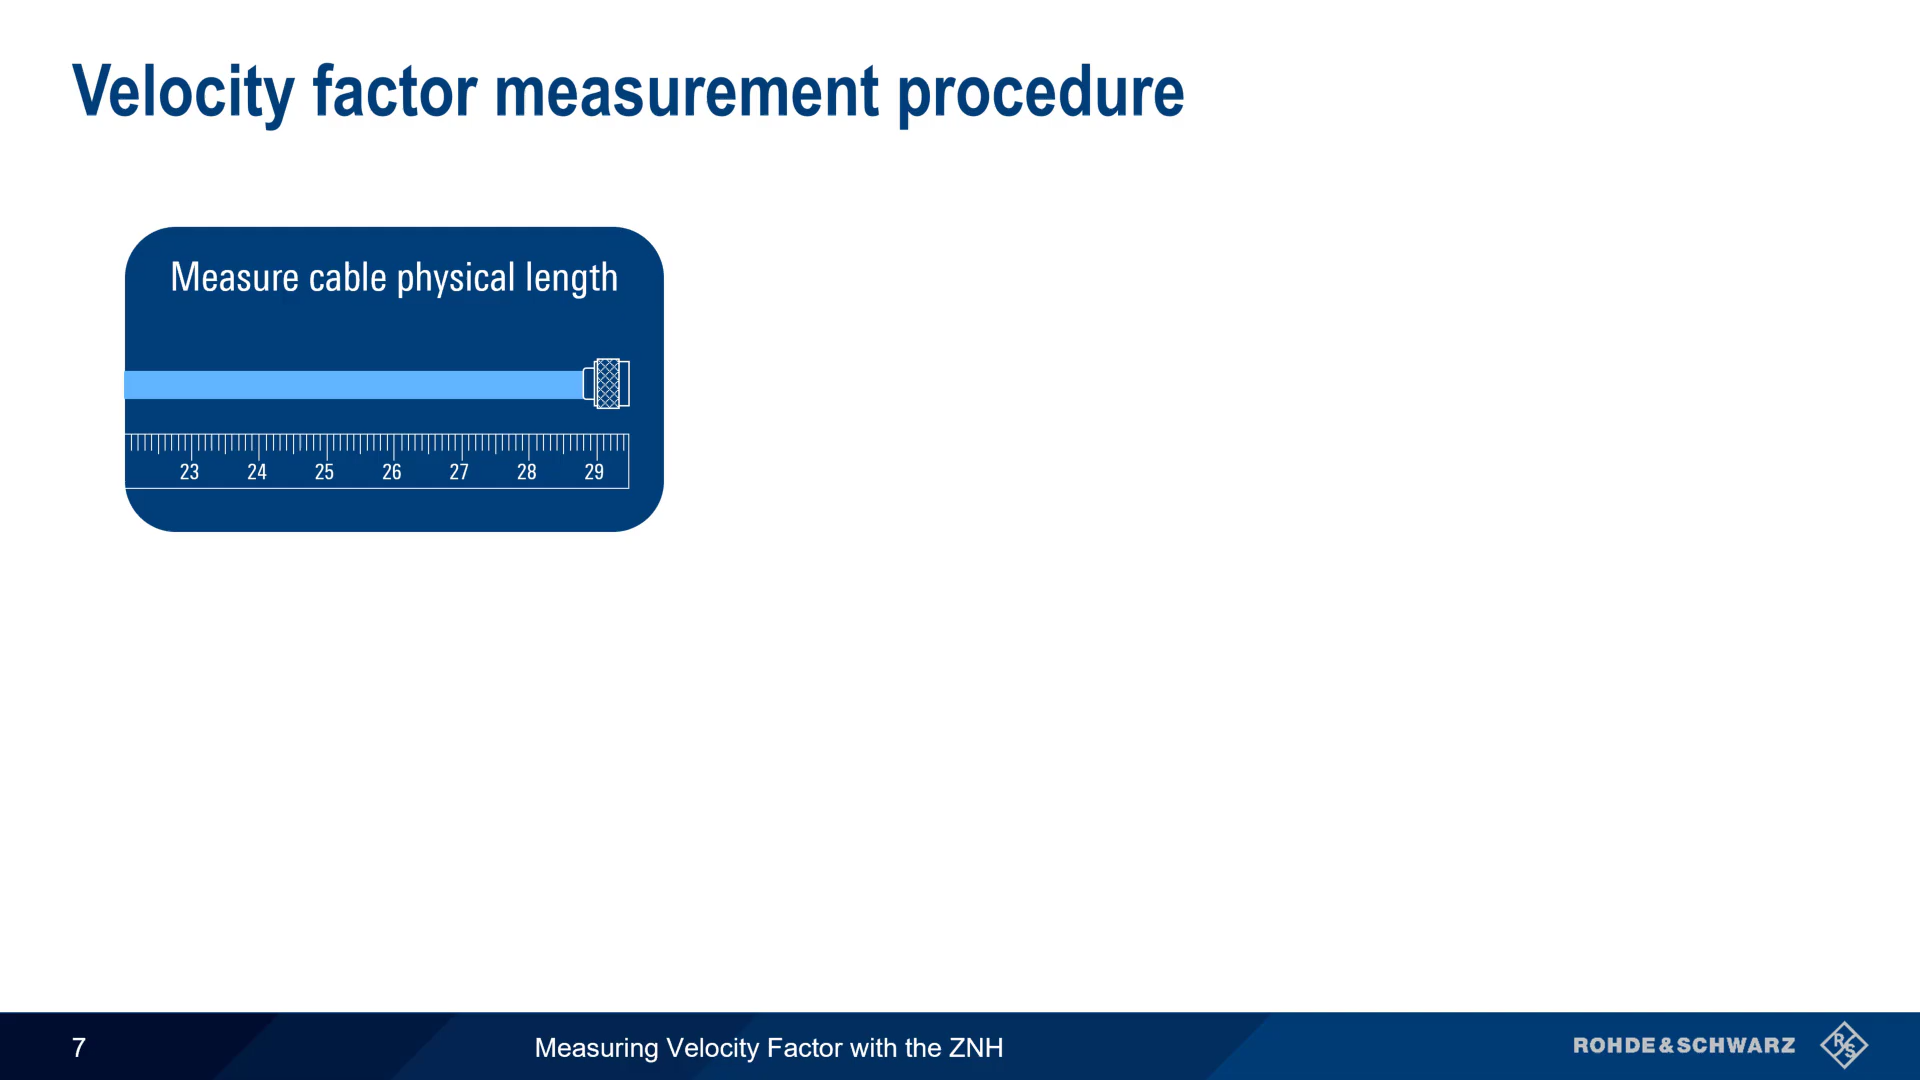 Velocity factor measurement procedure
Measure cable physical length
23 24 25 26 27 28 29
7
Measuring Velocity Factor with the ZNH
ROHDE&SCHWARZ
R S